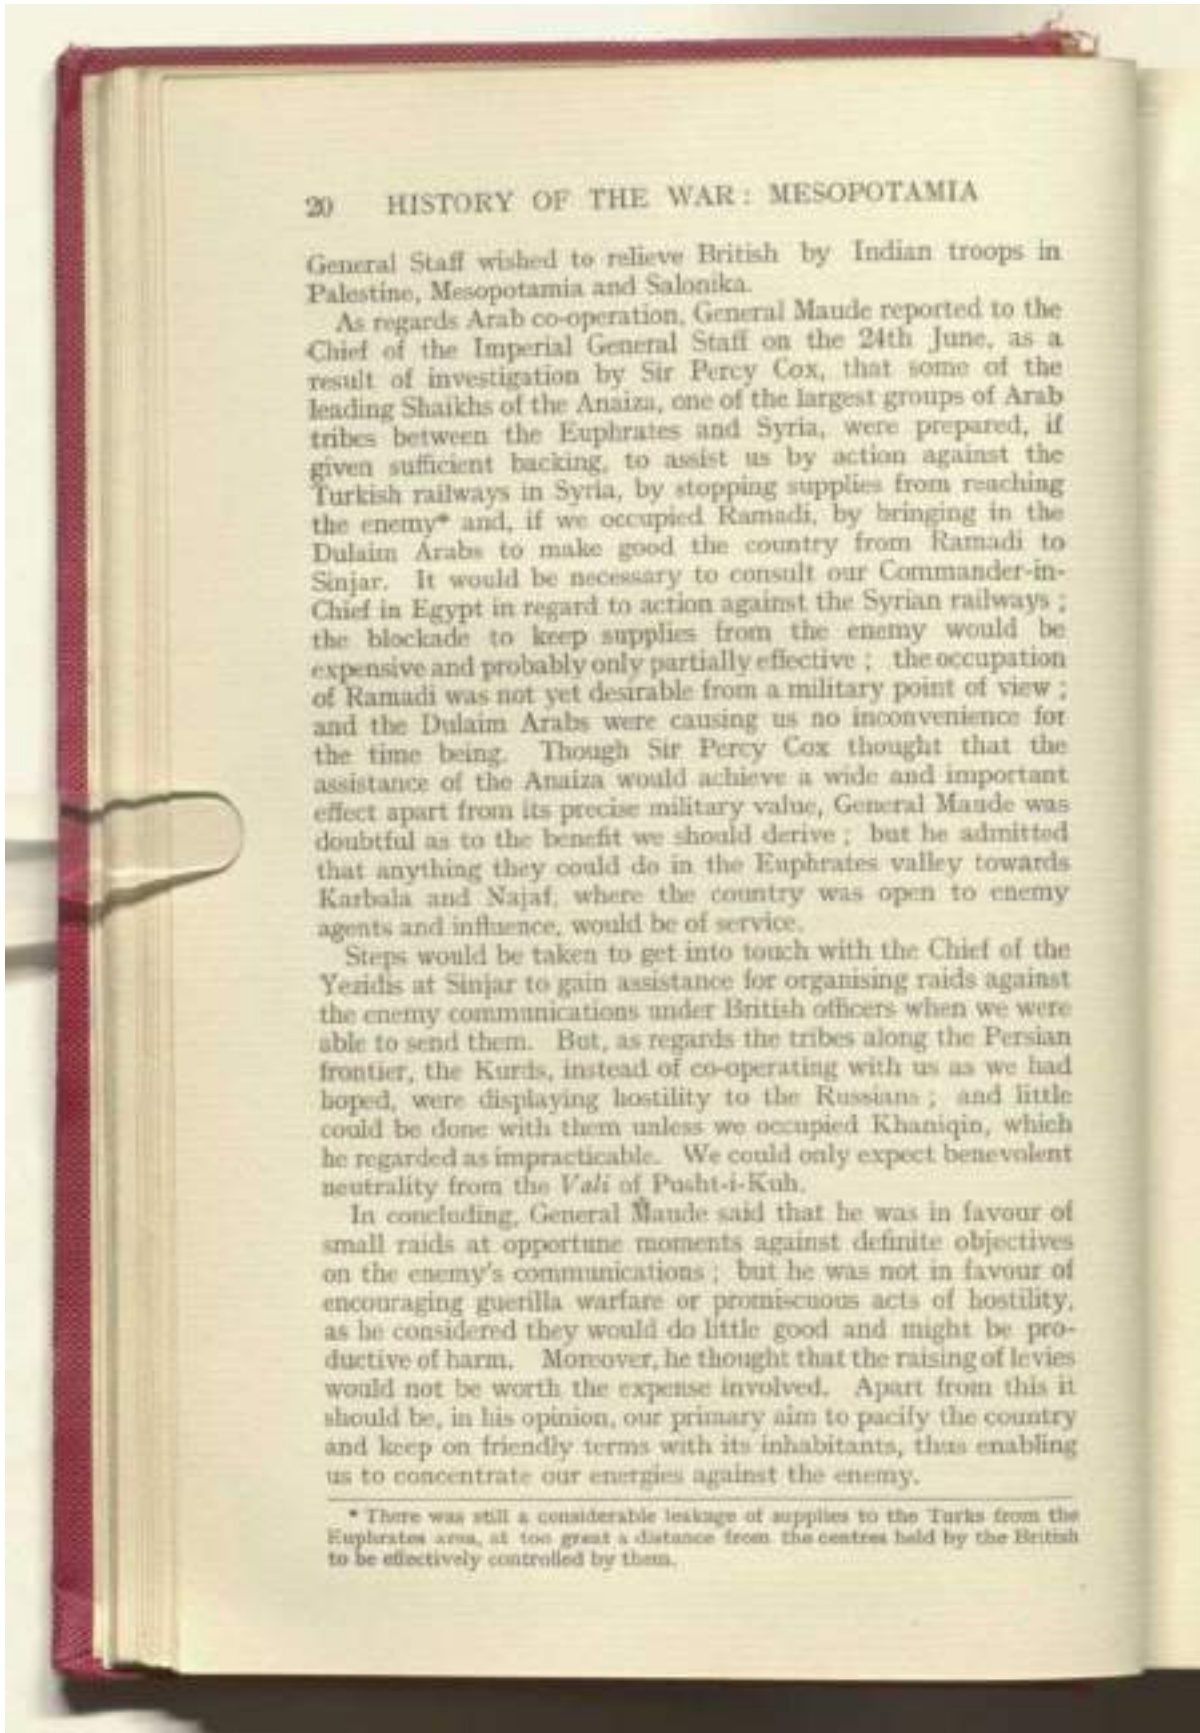 20 HISTORY OF THE WAR: MESOPOTAMIA
General Staff wished to relieve British by Indian troops in
Palestine, Mesopotamia and Salonika.
As regards Arab co-operation, General Maude reported to the
Chief of the Imperial General Staff on the 24th June, as a
result of investigation by Sir Percy Cox, that some of the
leading Shaikhs of the Anaiza, one of the largest groups of Arab
tribes between the Euphrates and Syria, were prepared, if
given sufficient backing, to assist us by action against the
Turkish railways in Syria, by stopping supplies from reaching
the enemy* and, if we occupied Ramadi, by bringing in the
Dulaim Arabs to make good the country from Ramadi to
Sinjar. It would be necessary to consult our Commander-in-
Chief in Egypt in regard to action against the Syrian railways ;
the blockade to keep supplies from the enemy would be
expensive and probably only partially effective ; the occupation
of Ramadi was not yet desirable from a military point of view ;
and the Dulaim Arabs were causing us no inconvenience for
the time being. Though Sir Percy Cox thought that the
assistance of the Anaiza would achieve a wide and important
effect apart from its precise military value, General Maude was
doubtful as to the benefit we should derive ; but he admitted
that anything they could do in the Euphrates valley towards
Karbala and Najaf, where the country was open to enemy
agents and influence, would be of service.
Steps would be taken to get into touch with the Chief of the
Yezidis at Sinjar to gain assistance for organising raids against
the enemy communications under British officers when we were
able to send them. But, as regards the tribes along the Persian
frontier, the Kurds, instead of co-operating with us as we had
hoped, were displaying hostility to the Russians ; and little
could be done with them unless we occupied Khaniqin, which
he regarded as impracticable. We could only expect benevolent
neutrality from the Vali of Pusht-i-Kuh.
In concluding, General Maude said that he was in favour of
small raids at opportune moments against definite objectives
on the enemy's communications ; but he was not in favour of
encouraging guerilla warfare or promiscuous acts of hostility,
as he considered they would do little good and might be pro-
ductive of harm. Moreover, he thought that the raising of levies
would not be worth the expense involved. Apart from this it
should be, in his opinion, our primary aim to pacify the country
and keep on friendly terms with its inhabitants, thus enabling
us to concentrate our energies against the enemy.
* There was still a considerable leakage of supplies to the Turks from the
Euphrates area, at too great a distance from the centres held by the British
to be effectively controlled by them.